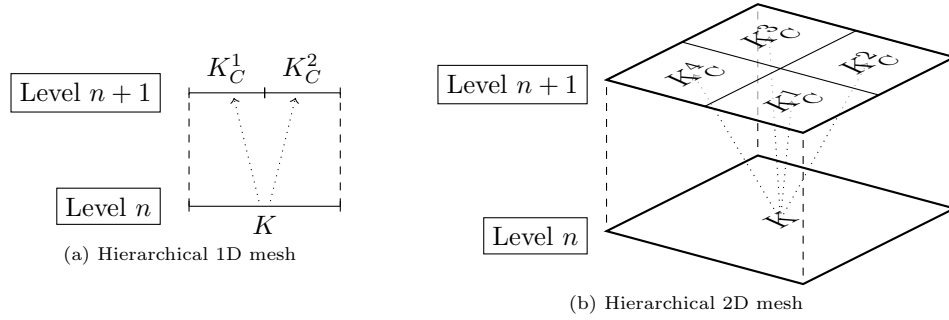 K_C^1 K_C^2
Level n + 1
Level n
K
(a) Hierarchical 1D mesh
K_C^3
K_C^4 K_C^2
K_C^1
Level n + 1
K
Level n
(b) Hierarchical 2D mesh